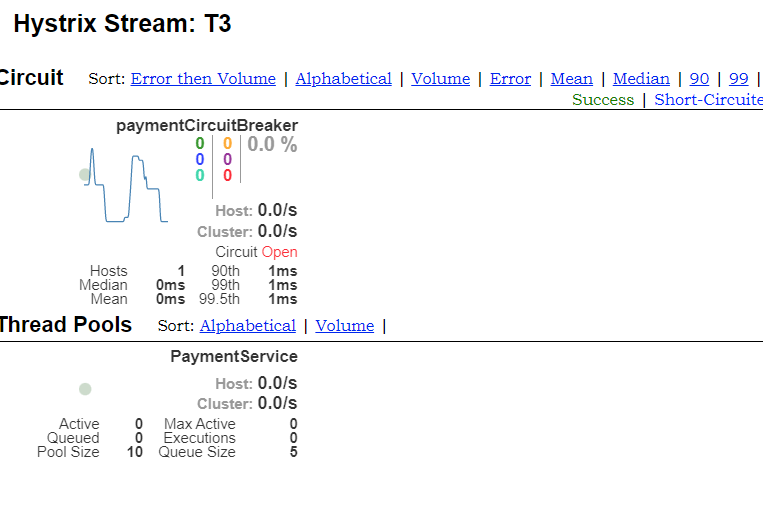 Hystrix Stream: T3
Circuit Sort: Error then Volume | Alphabetical | Volume | Error | Mean | Median | 90 | 99 |
Success | Short-Circuite
paymentCircuitBreaker
0 0 0.0 %
0 0
0 0
Host: 0.0/s
Cluster: 0.0/s
Circuit Open
Hosts 1 90th 1ms
Median 0ms 99th 1ms
Mean 0ms 99.5th 1ms
Thread Pools Sort: Alphabetical | Volume |
PaymentService
Host: 0.0/s
Cluster: 0.0/s
Active 0 Max Active 0
Queued 0 Executions 0
Pool Size 10 Queue Size 5